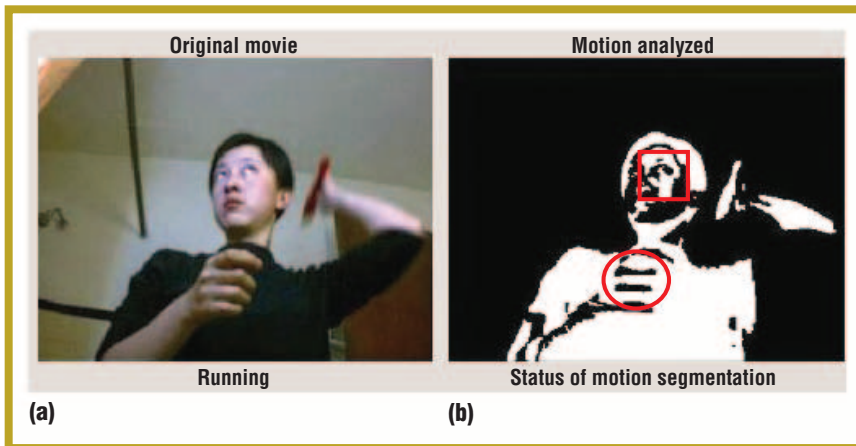 Original movie
Motion analyzed
Running
Status of motion segmentation
(a)
(b)